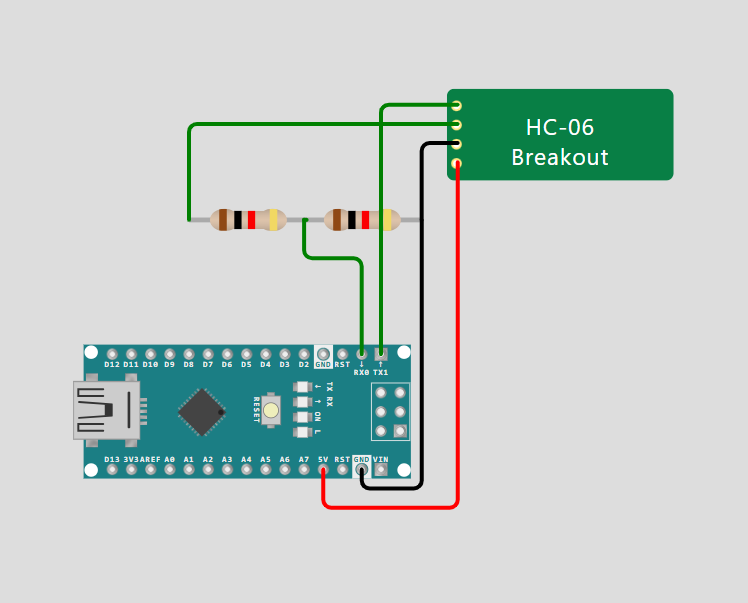 HC-06
Breakout
D12 D11 D10 D9 D8 D7 D6 D5 D4 D3 D2 GND RST ↓ ↑
RX0 TX1
TX RX ON L
RESET
D13 3V3 AREF A0 A1 A2 A3 A4 A5 A6 A7 5V RST GND VIN